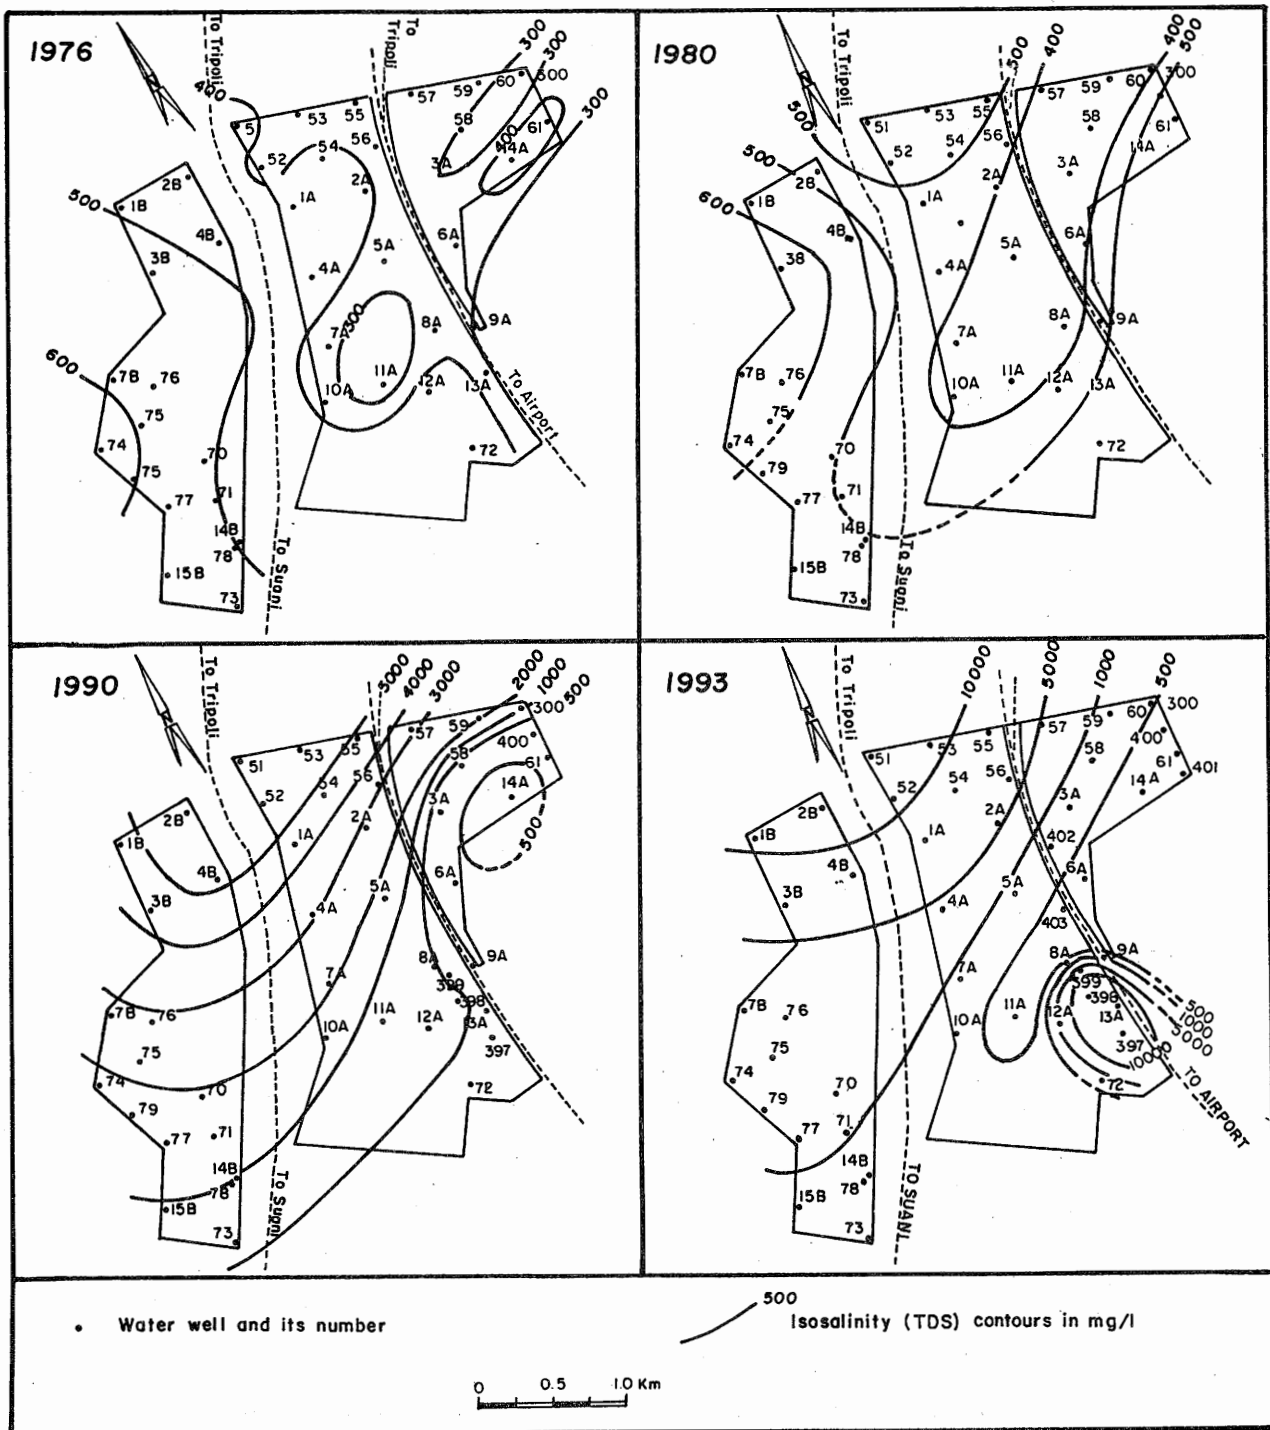 1976
To Tripoli
To Tripoli
300
300
300
400
400
300
500
600
500
51
53
55
57
59
60
300
52
54
56
58
61
14A
3A
2B
1B
1A
2A
4B
3B
4A
5A
6A
7A
8A
9A
10A
11A
12A
13A
7B
76
75
74
75
70
71
77
14B
78
15B
73
72
To Airport
To Suani
1980
To Tripoli
500
400
400
500
500
500
600
51
53
55
57
59
60
300
52
54
56
58
61
14A
3A
2B
1B
1A
2A
4B
3B
4A
5A
6A
7A
8A
9A
10A
11A
12A
13A
7B
76
75
74
79
70
71
77
14B
78
15B
73
72
To Suani
1990
To Tripoli
5000
4000
3000
2000
1000
500
500
51
53
55
57
59
300
400
52
54
56
58
61
14A
3A
2B
1B
1A
2A
4B
3B
4A
5A
6A
7A
8A
9A
399
398
3A
397
10A
11A
12A
7B
76
75
74
79
70
71
77
14B
78
15B
73
72
To Suani
1993
To Tripoli
10000
5000
1000
500
51
53
55
57
59
60
300
400
52
54
56
58
61
401
14A
3A
2B
1B
1A
2A
402
4B
3B
4A
5A
6A
403
7A
8A
9A
399
398
13A
397
10A
11A
12A
500
1000
5000
10000
7B
76
75
74
79
70
71
77
14B
78
15B
73
72
TO AIRPORT
TO SUANI
Water well and its number
500
Isosalinity (TDS) contours in mg/l
0 0.5 1.0 Km